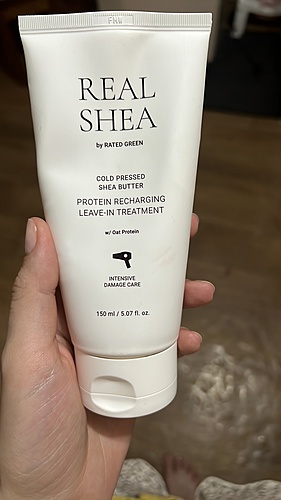 REAL
SHEA
by RATED GREEN
COLD PRESSED
SHEA BUTTER
PROTEIN RECHARGING
LEAVE-IN TREATMENT
w/ Oat Protein
INTENSIVE
DAMAGE CARE
150 ml / 5.07 fl. oz.